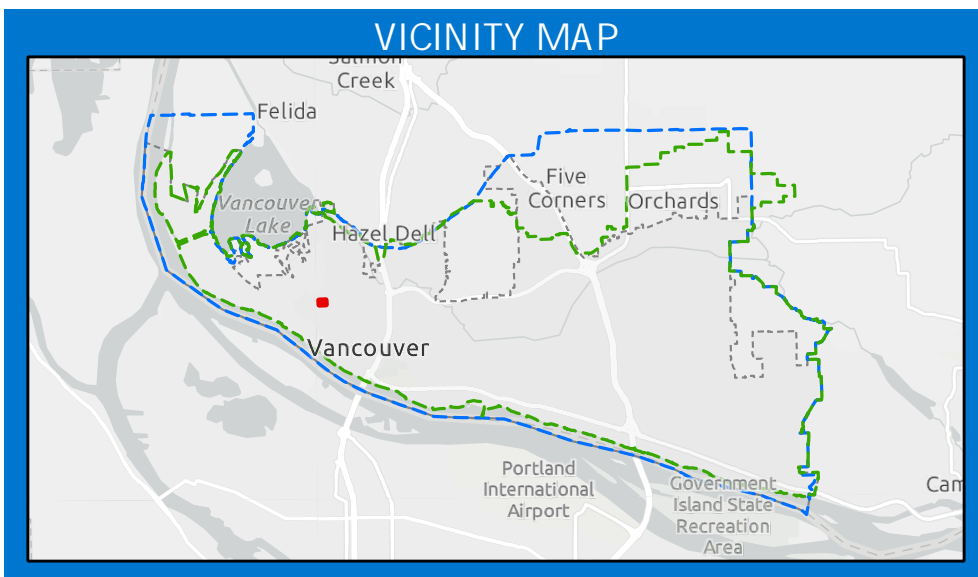 VICINITY MAP
Salmon
Creek
Felida
Five
Corners
Orchards
Vancouver
Lake
Hazel Dell
Vancouver
Portland
International
Airport
Government
Island State
Recreation
Area
Cam